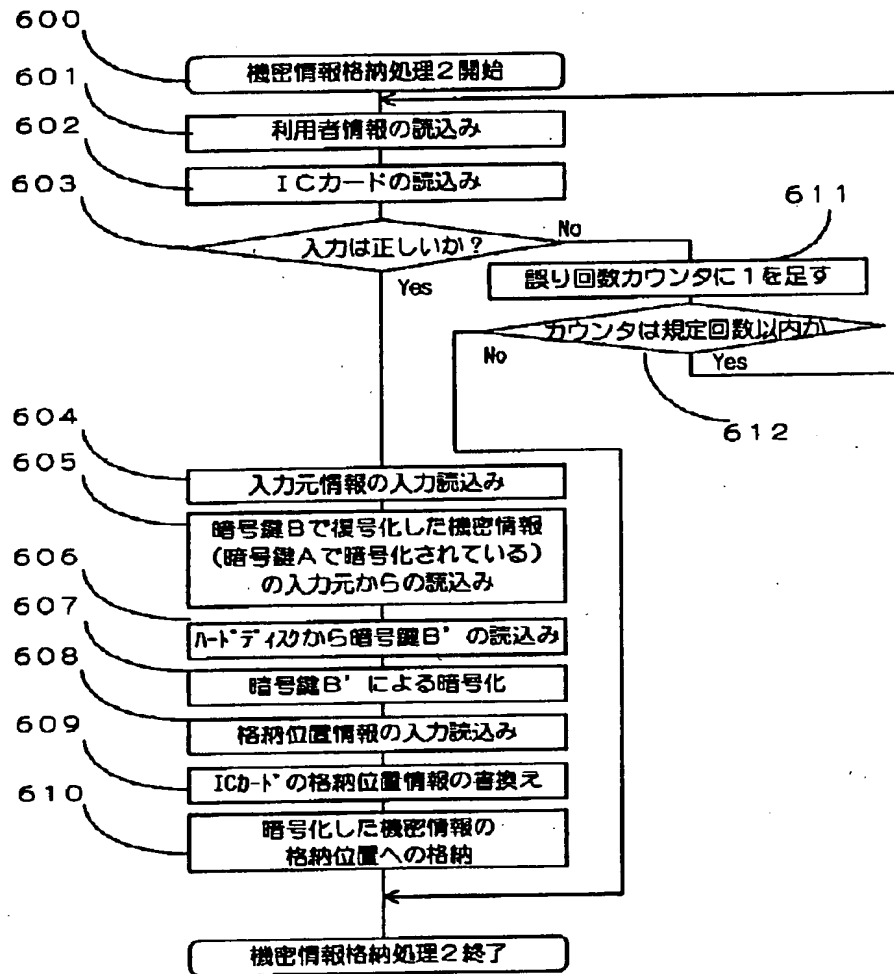 600
機密情報格納処理2開始
601
利用者情報の読込み
602
ICカードの読込み
603
入力は正しいか？
No
Yes
611
誤り回数カウンタに1を足す
カウンタは規定回数以内か
No
Yes
612
604
入力元情報の入力読込み
605
暗号鍵Bで復号化した機密情報
（暗号鍵Aで暗号化されている）
の入力元からの読込み
606
ﾊｰﾄﾞﾃﾞｨｽｸから暗号鍵B’の読込み
607
暗号鍵B’による暗号化
608
格納位置情報の入力読込み
609
ICｶｰﾄﾞの格納位置情報の書換え
610
暗号化した機密情報の
格納位置への格納
機密情報格納処理2終了